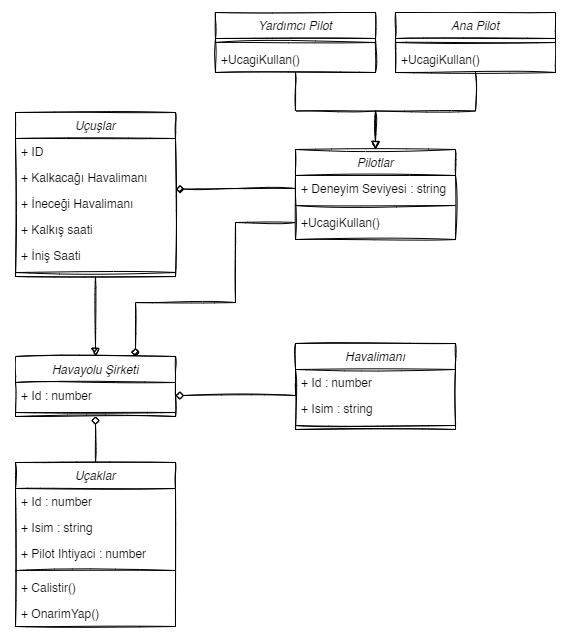 Yardımcı Pilot
+UcagiKullan()
Ana Pilot
+UcagiKullan()
Uçuşlar
+ ID
+ Kalkacağı Havalimanı
+ İneceği Havalimanı
+ Kalkış saati
+ İniş Saati
Pilotlar
+ Deneyim Seviyesi : string
+UcagiKullan()
Havayolu Şirketi
+ Id : number
Havalimanı
+ Id : number
+ Isim : string
Uçaklar
+ Id : number
+ Isim : string
+ Pilot Ihtiyaci : number
+ Calistir()
+ OnarimYap()